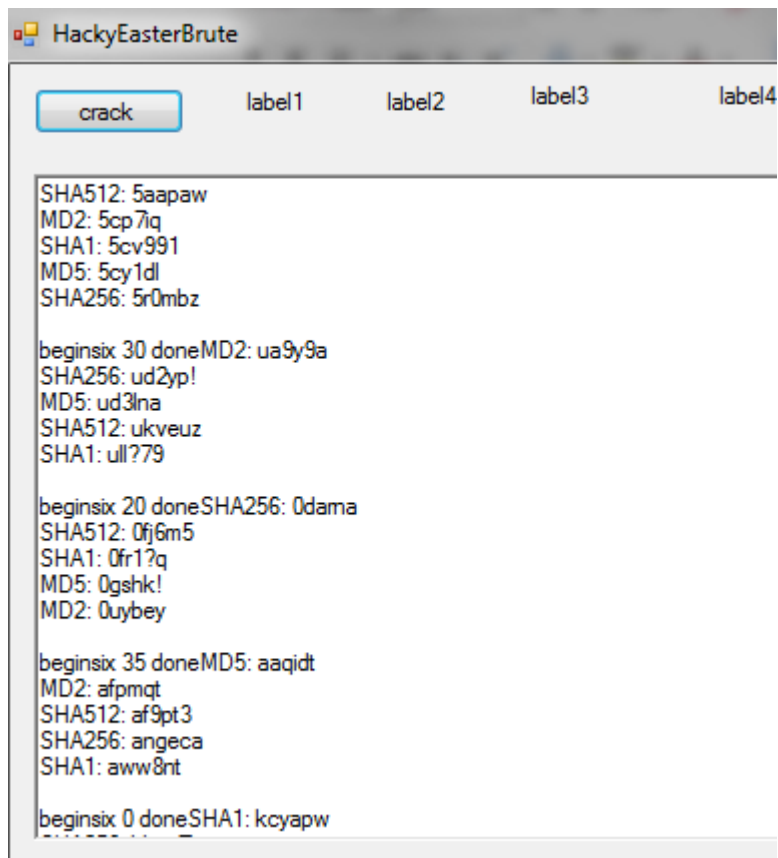 HackyEasterBrute
crack label1 label2 label3 label4
SHA512: 5aapaw
MD2: 5cp7iq
SHA1: 5cv991
MD5: 5cy1dl
SHA256: 5r0mbz
beginsix 30 doneMD2: ua9y9a
SHA256: ud2yp!
MD5: ud3lna
SHA512: ukveuz
SHA1: ull?79
beginsix 20 doneSHA256: 0dama
SHA512: 0fj6m5
SHA1: 0fr1?q
MD5: 0gshk!
MD2: 0uybey
beginsix 35 doneMD5: aaqidt
MD2: afpmqt
SHA512: af9pt3
SHA256: angeca
SHA1: aww8nt
beginsix 0 doneSHA1: kcyapw